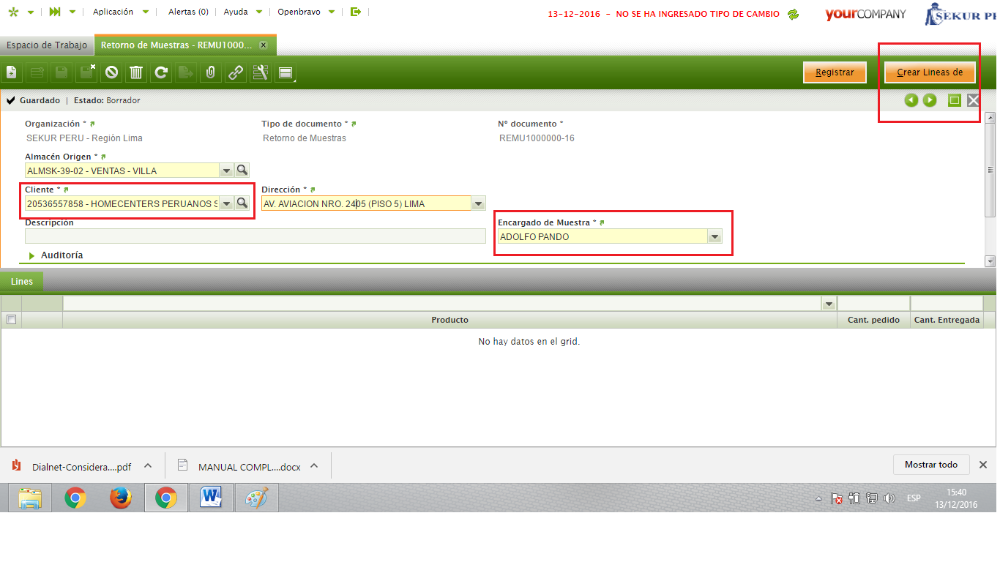 Aplicación Alertas (0) Ayuda Openbravo 13-12-2016 - NO SE HA INGRESADO TIPO DE CAMBIO yourCOMPANY SEKUR PE
Espacio de Trabajo Retorno de Muestras - REMU1000...
Registrar Crear Lineas de
Guardado | Estado: Borrador
Organización * Tipo de documento * Nº documento *
SEKUR PERU - Región Lima Retorno de Muestras REMU1000000-16
Almacén Origen *
ALMSK-39-02 - VENTAS - VILLA
Cliente * Dirección *
20536557858 - HOMECENTERS PERUANOS S AV. AVIACION NRO. 2405 (PISO 5) LIMA
Descripción Encargado de Muestra *
ADOLFO PANDO
Auditoría
Lines
Producto Cant. pedido Cant. Entregada
No hay datos en el grid.
Dialnet-Considera....pdf MANUAL COMPL....docx Mostrar todo
ESP 15:40
13/12/2016